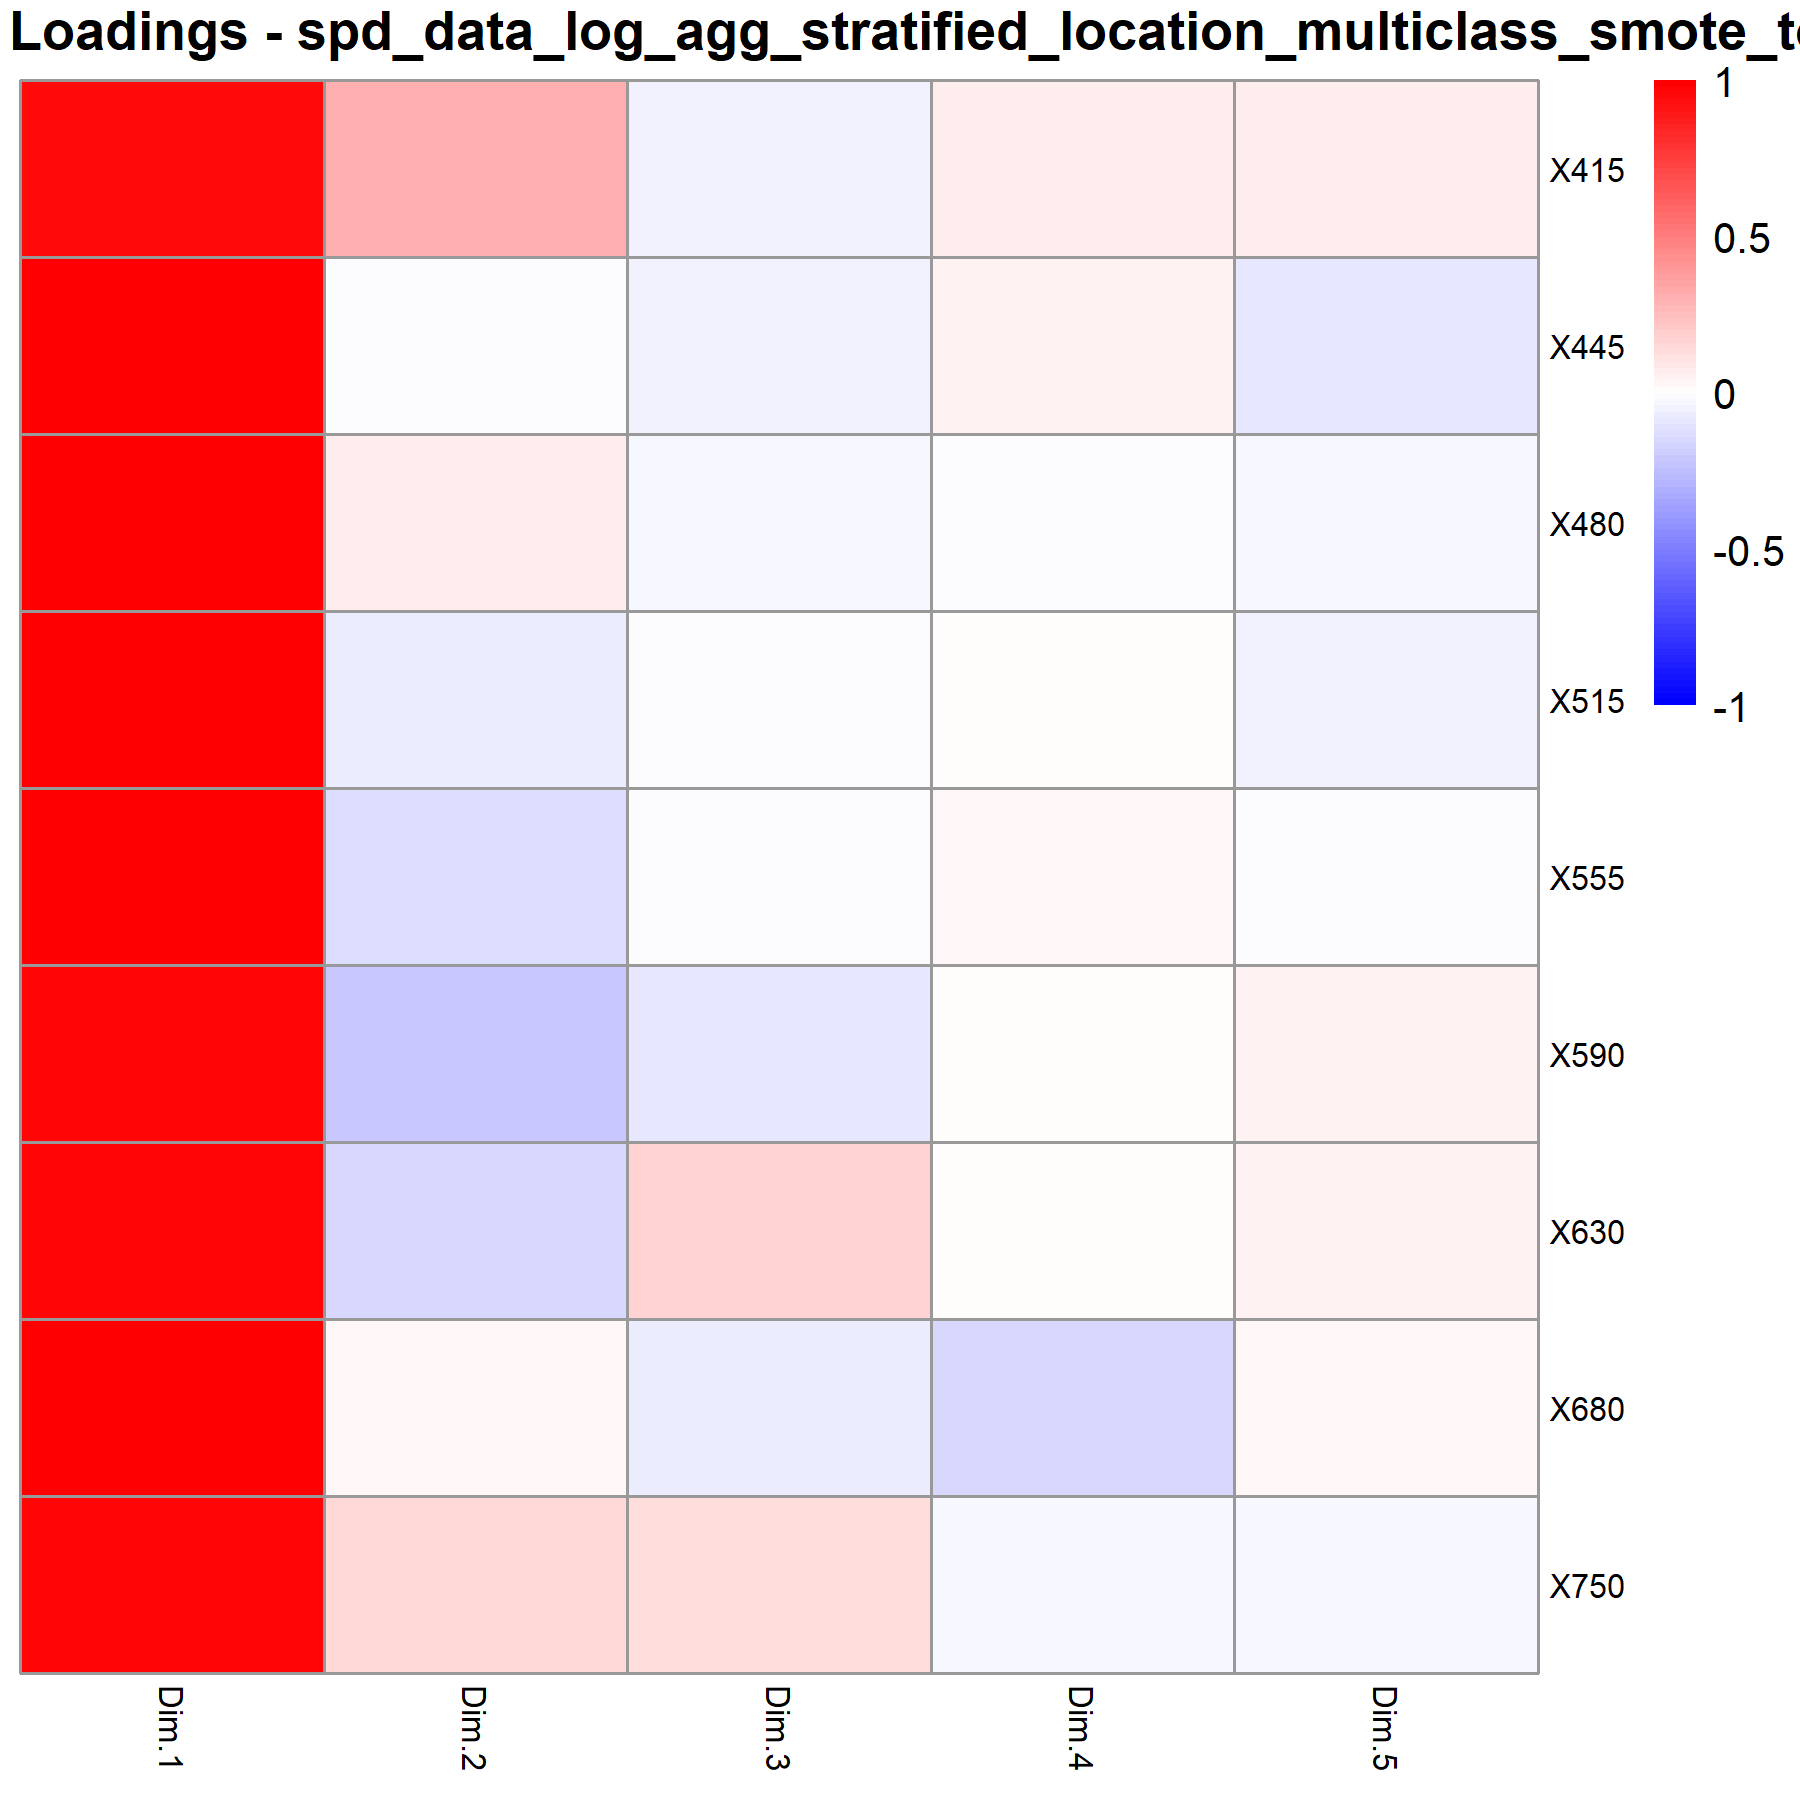 Loadings - spd_data_log_agg_stratified_location_multiclass_smote_t
1
0.5
0
-0.5
-1
X415
X445
X480
X515
X555
X590
X630
X680
X750
Dim.1
Dim.2
Dim.3
Dim.4
Dim.5